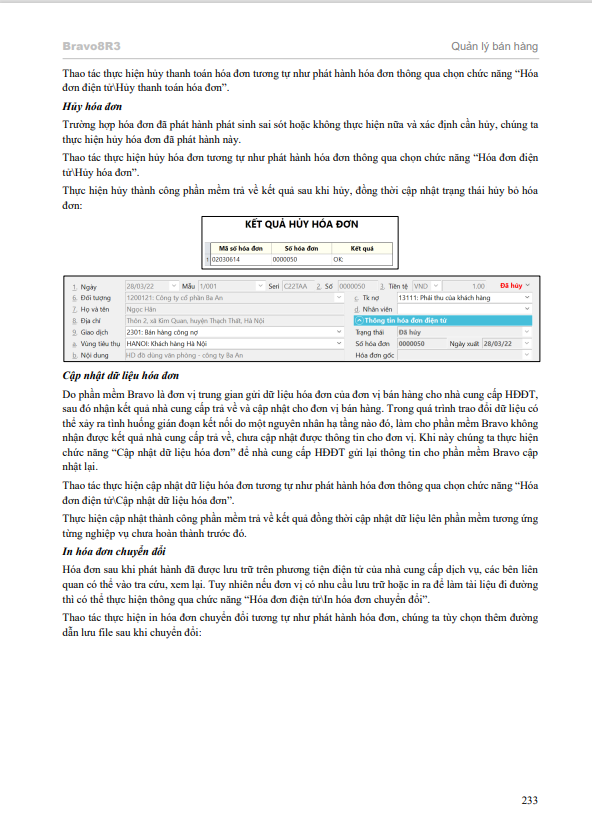 Bravo8R3 Quản lý bán hàng
Thao tác thực hiện hủy thanh toán hóa đơn tương tự như phát hành hóa đơn thông qua chọn chức năng “Hóa
đơn điện tử\Hủy thanh toán hóa đơn”.
Hủy hóa đơn
Trường hợp hóa đơn đã phát hành phát sinh sai sót hoặc không thực hiện nữa và xác định cần hủy, chúng ta
thực hiện hủy hóa đơn đã phát hành này.
Thao tác thực hiện hủy hóa đơn tương tự như phát hành hóa đơn thông qua chọn chức năng “Hóa đơn điện
tử\Hủy hóa đơn”.
Thực hiện hủy thành công phần mềm trả về kết quả sau khi hủy, đồng thời cập nhật trạng thái hủy bỏ hóa
đơn:
KẾT QUẢ HỦY HÓA ĐƠN
Mã số hóa đơn Số hóa đơn Kết quả
1 02030614 0000050 OK:
1. Ngày 28/03/22 Mẫu 1/001 Seri C22TAA 2. Số 0000050 3. Tiền tệ VND 1.00 Đã hủy
6. Đối tượng 1200121: Công ty cổ phần Ba An c. Tk nợ 13111: Phải thu của khách hàng
7. Họ và tên Ngọc Hân d. Nhân viên
8. Địa chỉ Thôn 2, xã Kim Quan, huyện Thạch Thất, Hà Nội Thông tin hóa đơn điện tử
9. Giao dịch 2301: Bán hàng công nợ Trạng thái Đã hủy
a. Vùng tiêu thụ HANOI: Khách hàng Hà Nội Số hóa đơn 0000050 Ngày xuất 28/03/22
b. Nội dung HD đồ dùng văn phòng - công ty Ba An Hóa đơn gốc
Cập nhật dữ liệu hóa đơn
Do phần mềm Bravo là đơn vị trung gian gửi dữ liệu hóa đơn của đơn vị bán hàng cho nhà cung cấp HĐĐT,
sau đó nhận kết quả nhà cung cấp trả về và cập nhật cho đơn vị bán hàng. Trong quá trình trao đổi dữ liệu có
thể xảy ra tình huống gián đoạn kết nối do một nguyên nhân hạ tầng nào đó, làm cho phần mềm Bravo không
nhận được kết quả nhà cung cấp trả về, chưa cập nhật được thông tin cho đơn vị. Khi này chúng ta thực hiện
chức năng “Cập nhật dữ liệu hóa đơn” để nhà cung cấp HĐĐT gửi lại thông tin cho phần mềm Bravo cập
nhật lại.
Thao tác thực hiện cập nhật dữ liệu hóa đơn tương tự như phát hành hóa đơn thông qua chọn chức năng “Hóa
đơn điện tử\Cập nhật dữ liệu hóa đơn”.
Thực hiện cập nhật thành công phần mềm trả về kết quả đồng thời cập nhật dữ liệu lên phần mềm tương ứng
từng nghiệp vụ chưa hoàn thành trước đó.
In hóa đơn chuyển đổi
Hóa đơn sau khi phát hành đã được lưu trữ trên phương tiện điện tử của nhà cung cấp dịch vụ, các bên liên
quan có thể vào tra cứu, xem lại. Tuy nhiên nếu đơn vị có nhu cầu lưu trữ hoặc in ra để làm tài liệu đi đường
thì có thể thực hiện thông qua chức năng “Hóa đơn điện tử\In hóa đơn chuyển đổi”.
Thao tác thực hiện in hóa đơn chuyển đổi tương tự như phát hành hóa đơn, chúng ta tùy chọn thêm đường
dẫn lưu file sau khi chuyển đổi:
233